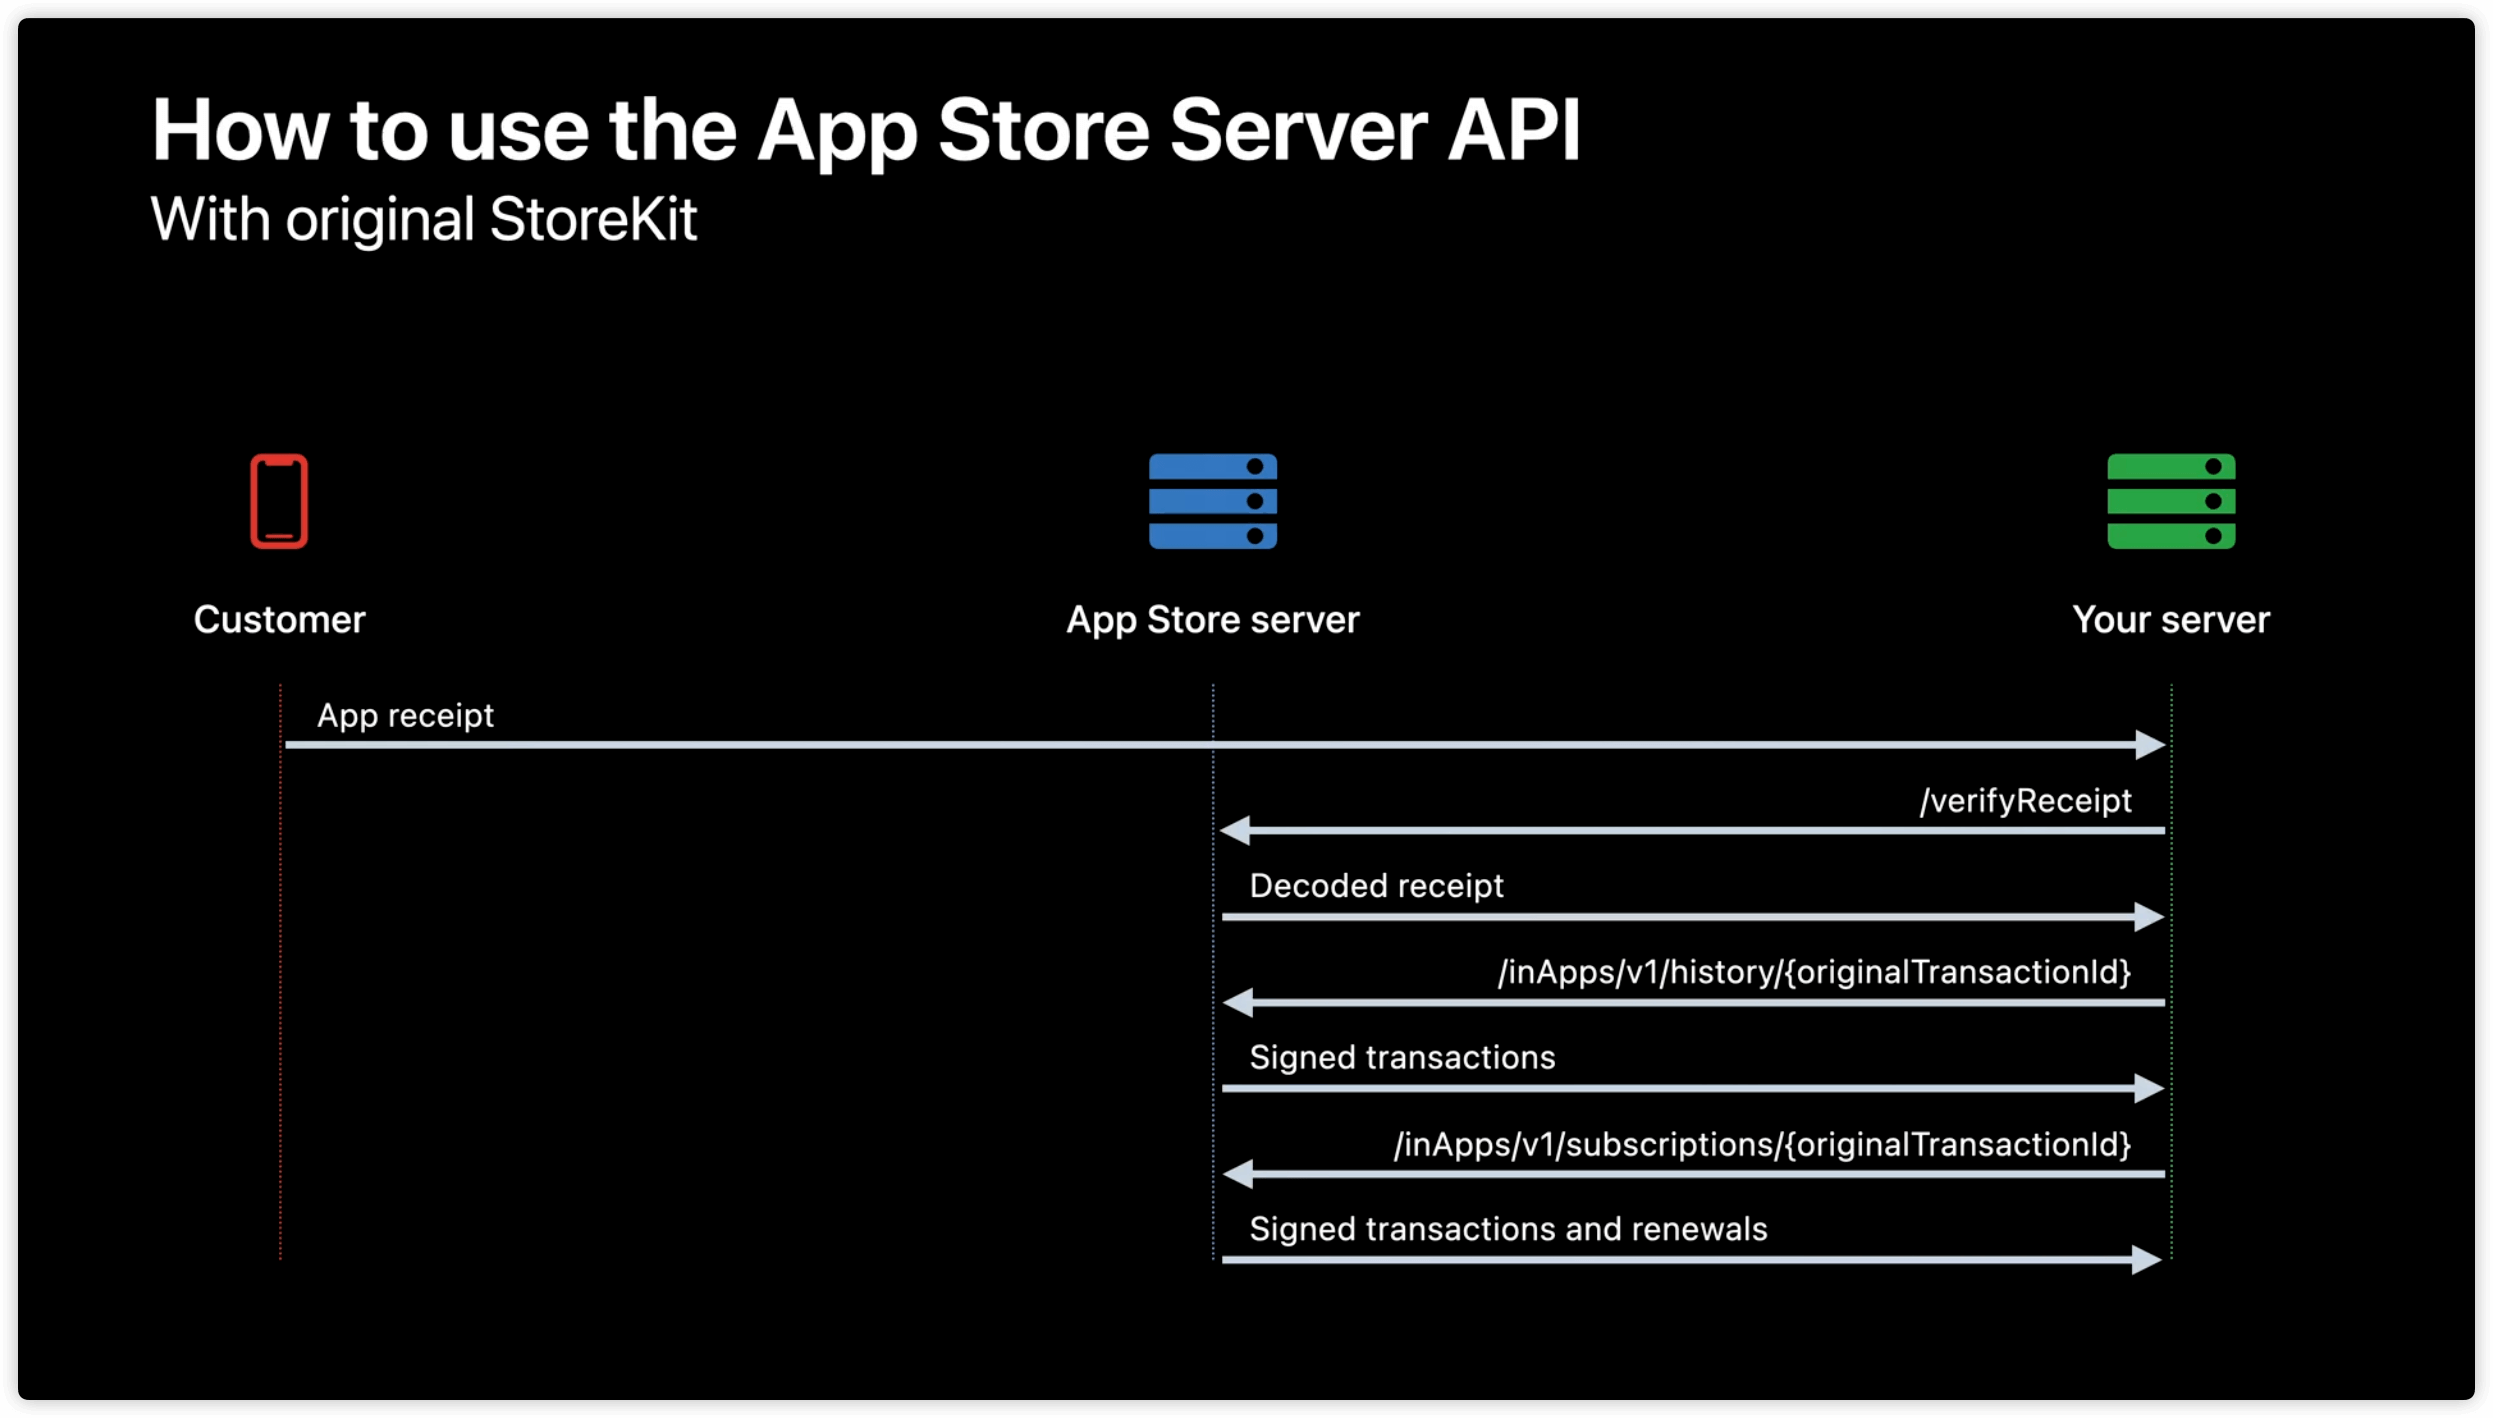 How to use the App Store Server API
With original StoreKit
Customer
App Store server
Your server
App receipt
/verifyReceipt
Decoded receipt
/inApps/v1/history/{originalTransactionId}
Signed transactions
/inApps/v1/subscriptions/{originalTransactionId}
Signed transactions and renewals